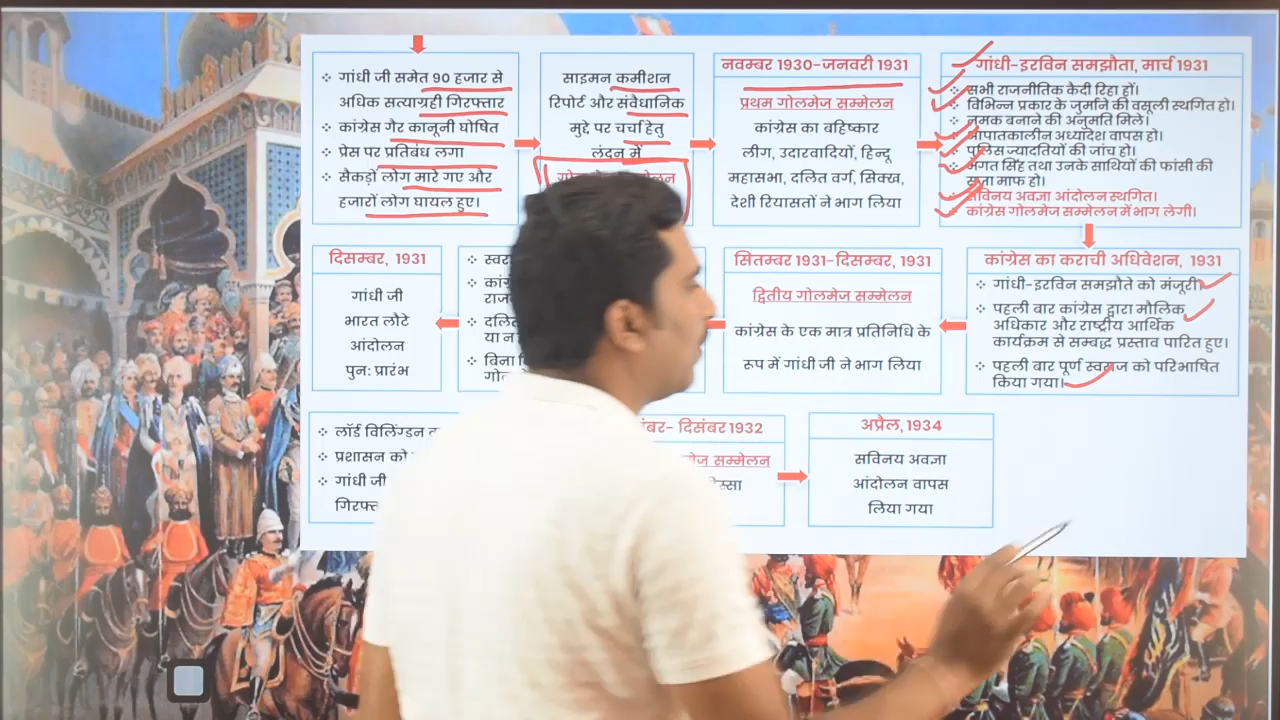 ❖ गांधी जी समेत 90 हजार से
अधिक सत्याग्रही गिरफ्तार
❖ कांग्रेस गैर कानूनी घोषित
❖ प्रेस पर प्रतिबंध लगा
❖ सैकड़ो लोग मारे गए और
हजारों लोग घायल हुए।
साइमन कमीशन
रिपोर्ट और संवैधानिक
मुद्दे पर चर्चा हेतु
लंदन में
नवम्बर 1930-जनवरी 1931
प्रथम गोलमेज सम्मेलन
कांग्रेस का बहिष्कार
लीग, उदारवादियों, हिन्दू
महासभा, दलित वर्ग, सिक्ख,
देशी रियासतों ने भाग लिया
गांधी-इरविन समझौता, मार्च 1931
❖ सभी राजनीतिक कैदी रिहा हों।
❖ विभिन्न प्रकार के जुर्माने की वसूली स्थगित हो।
❖ नमक बनाने की अनुमति मिले।
❖ आपातकालीन अध्यादेश वापस हो।
❖ पुलिस ज्यादतियों की जांच हो।
❖ भगत सिंह तथा उनके साथियों की फांसी की
सजा माफ हो।
❖ सविनय अवज्ञा आंदोलन स्थगित।
❖ कांग्रेस गोलमेज सम्मेलन में भाग लेगी।
दिसम्बर, 1931
गांधी जी
भारत लौटे
आंदोलन
पुनः प्रारंभ
सितम्बर 1931-दिसम्बर, 1931
द्वितीय गोलमेज सम्मेलन
कांग्रेस के एक मात्र प्रतिनिधि के
रूप में गांधी जी ने भाग लिया
कांग्रेस का कराची अधिवेशन, 1931
❖ गांधी-इरविन समझौते को मंजूरी
❖ पहली बार कांग्रेस द्वारा मौलिक
अधिकार और राष्ट्रीय आर्थिक
कार्यक्रम से सम्बद्ध प्रस्ताव पारित हुए।
❖ पहली बार पूर्ण स्वराज को परिभाषित
किया गया।
❖ लॉर्ड विलिंग्डन
❖ प्रशासन को
❖ गांधी जी
दिसंबर 1932
सम्मेलन
अप्रैल, 1934
सविनय अवज्ञा
आंदोलन वापस
लिया गया